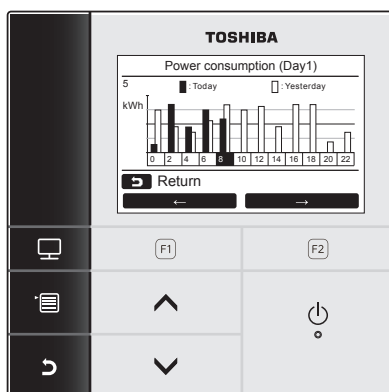 TOSHIBA
Power consumption (Day1)
5 : Today : Yesterday
kWh
0 2 4 6 8 10 12 14 16 18 20 22
Return
← →
F1 F2